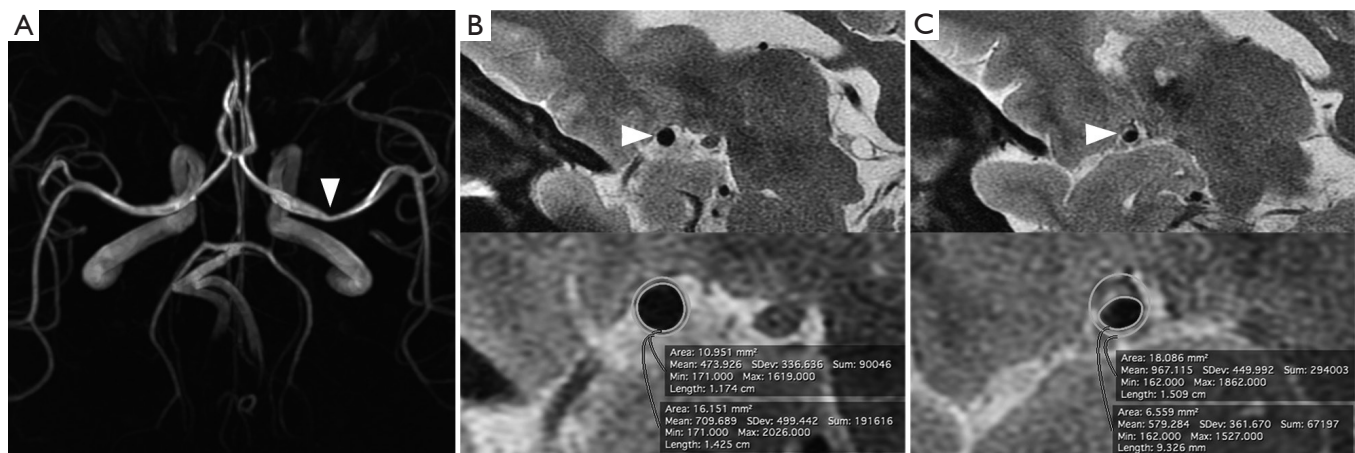 A
B
C
Area: 10.951 mm²
Mean: 473.926 SDev: 336.636 Sum: 90046
Min: 171.000 Max: 1619.000
Length: 1.174 cm
Area: 16.151 mm²
Mean: 709.689 SDev: 499.442 Sum: 191616
Min: 171.000 Max: 2026.000
Length: 1.425 cm
Area: 18.086 mm²
Mean: 967.115 SDev: 449.992 Sum: 294003
Min: 162.000 Max: 1862.000
Length: 1.509 cm
Area: 6.559 mm²
Mean: 579.284 SDev: 361.670 Sum: 67197
Min: 162.000 Max: 1527.000
Length: 9.326 mm